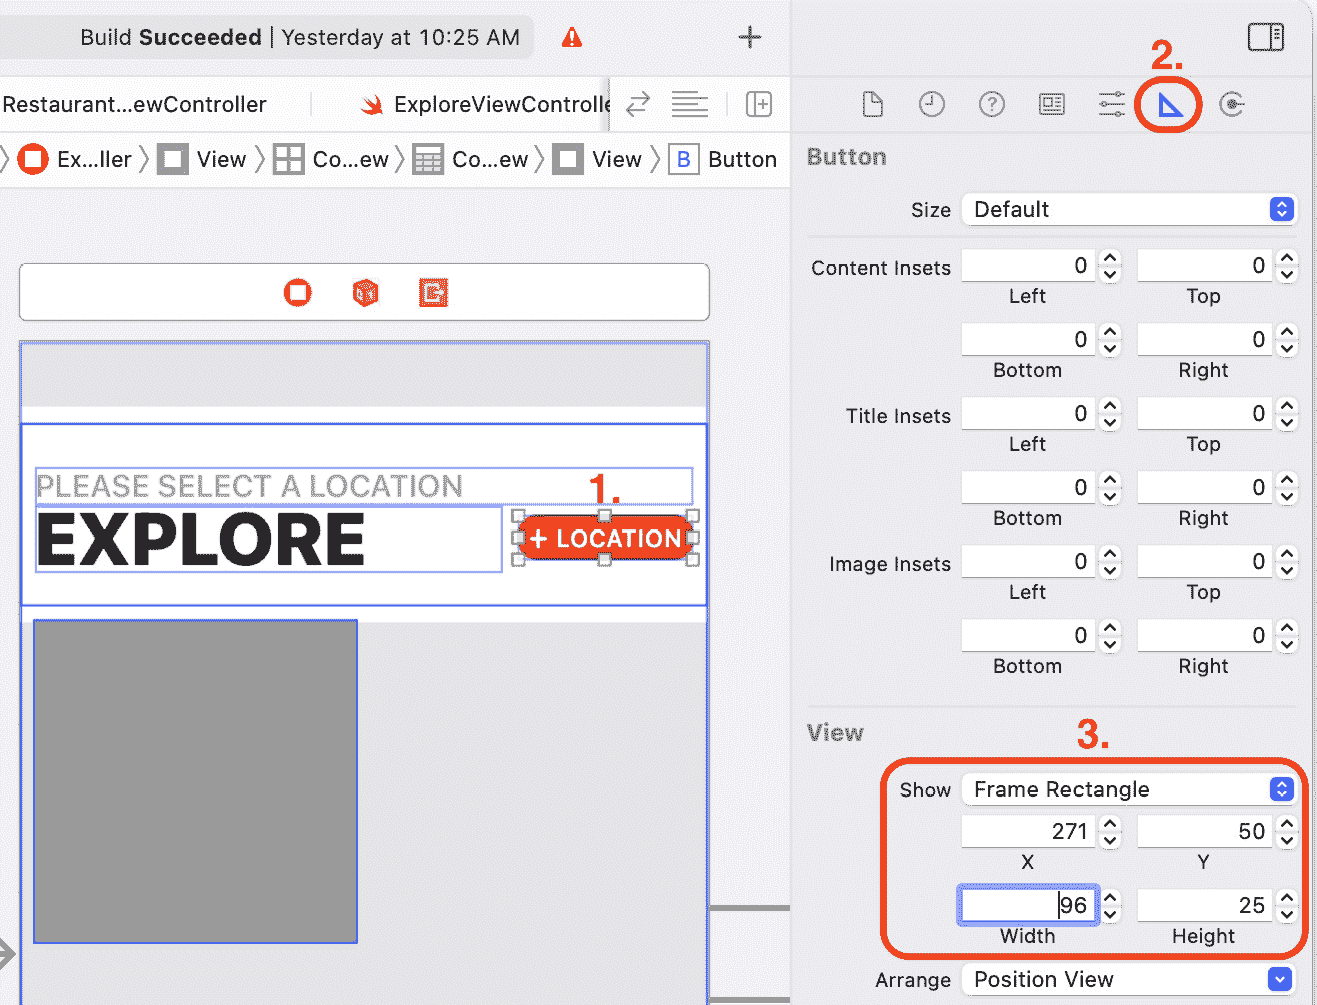 Build Succeeded | Yesterday at 10:25 AM
2.
Restaurant...ewController
ExploreViewControlle
Ex...ller
View
Co...ew
Co...ew
View
B
Button
Button
Size
Default
Content Insets
0
0
Left
Top
0
0
Bottom
Right
Title Insets
0
0
Left
Top
0
0
Bottom
Right
Image Insets
0
0
Left
Top
0
0
Bottom
Right
PLEASE SELECT A LOCATION
1.
EXPLORE
+ LOCATION
View
3.
Show
Frame Rectangle
271
50
X
Y
96
25
Width
Height
Arrange
Position View